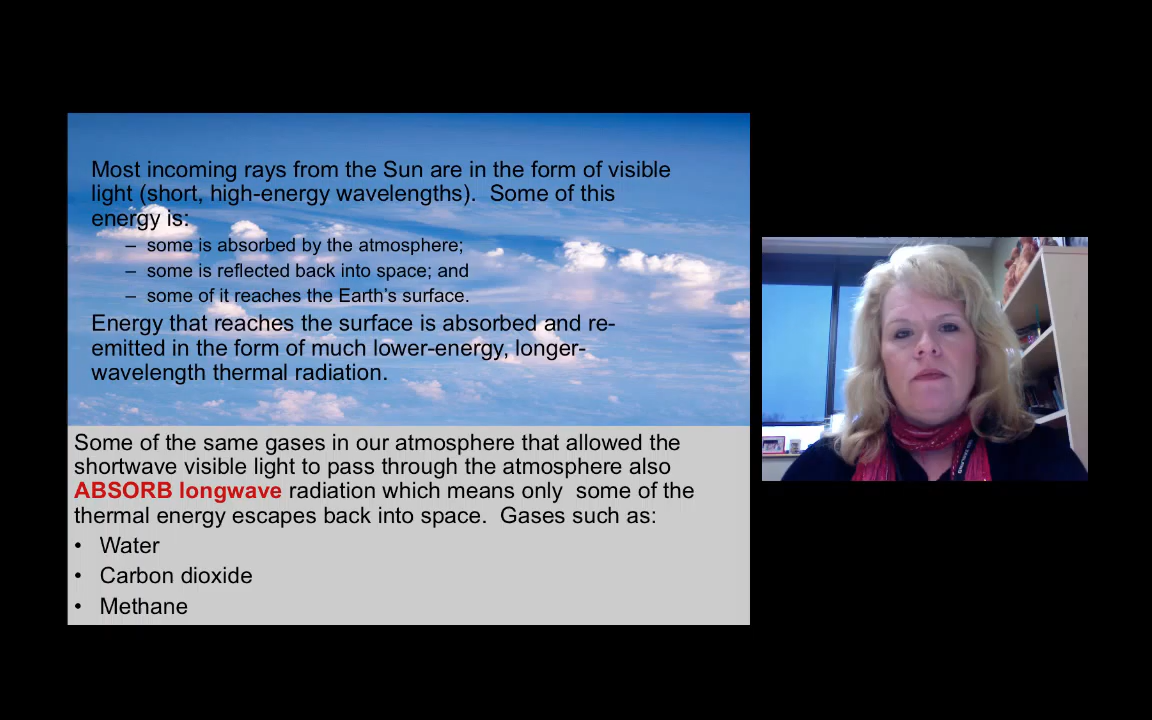 Most incoming rays from the Sun are in the form of visible
light (short, high-energy wavelengths).  Some of this
energy is:
– some is absorbed by the atmosphere;
– some is reflected back into space; and
– some of it reaches the Earth’s surface.
Energy that reaches the surface is absorbed and re-
emitted in the form of much lower-energy, longer-
wavelength thermal radiation.
Some of the same gases in our atmosphere that allowed the
shortwave visible light to pass through the atmosphere also
ABSORB longwave radiation which means only  some of the
thermal energy escapes back into space.  Gases such as:
• Water
• Carbon dioxide
• Methane